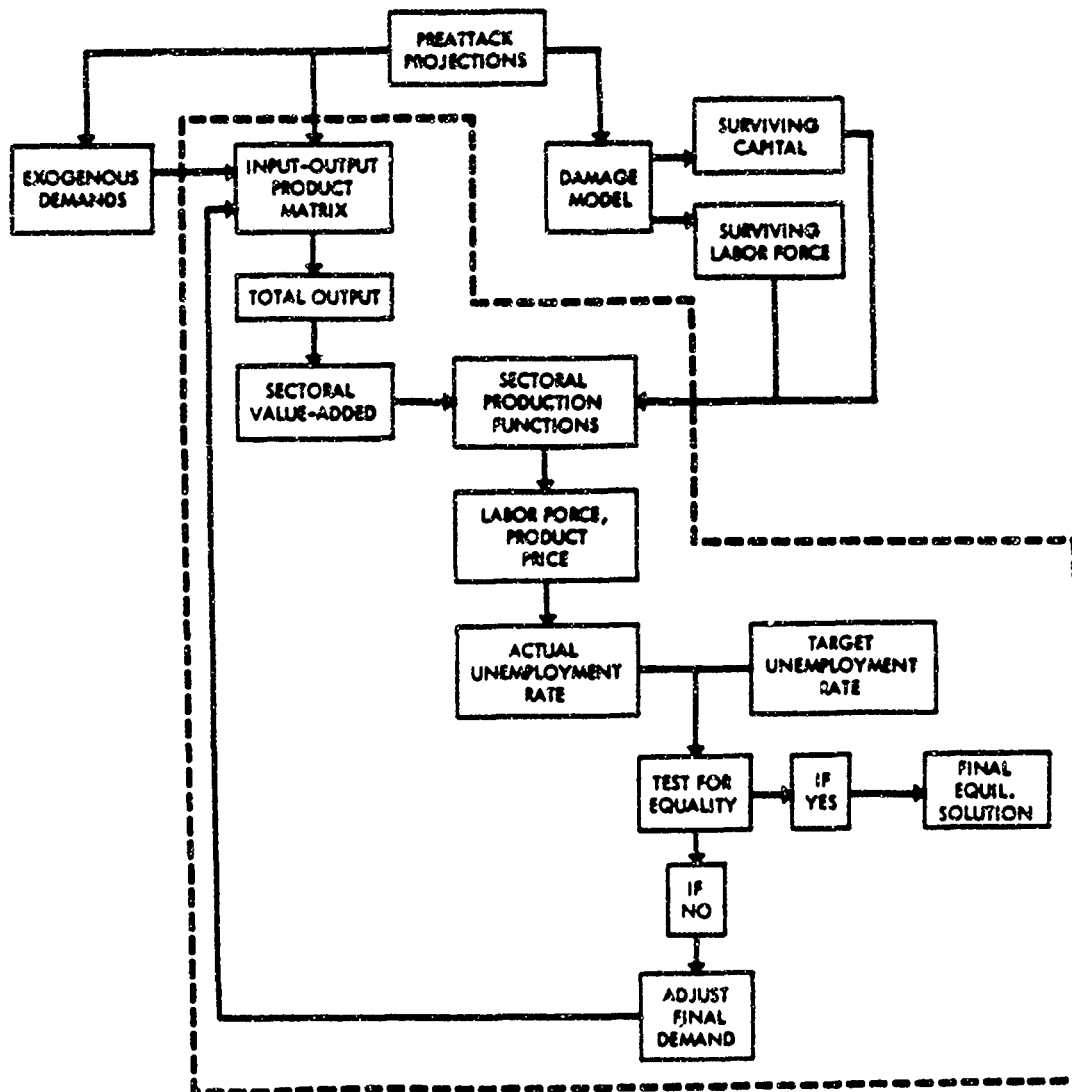 PREATTACK
PROJECTIONS
EXOGENOUS
DEMANDS
INPUT-OUTPUT
PRODUCT
MATRIX
DAMAGE
MODEL
SURVIVING
CAPITAL
SURVIVING
LABOR FORCE
TOTAL OUTPUT
SECTORAL
VALUE-ADDED
SECTORAL
PRODUCTION
FUNCTIONS
LABOR FORCE,
PRODUCT
PRICE
ACTUAL
UNEMPLOYMENT
RATE
TARGET
UNEMPLOYMENT
RATE
TEST FOR
EQUALITY
IF
YES
FINAL
EQUIL.
SOLUTION
IF
NO
ADJUST
FINAL
DEMAND